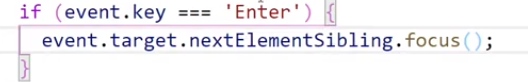 if (event.key === 'Enter') {
  event.target.nextElementSibling.focus();
}